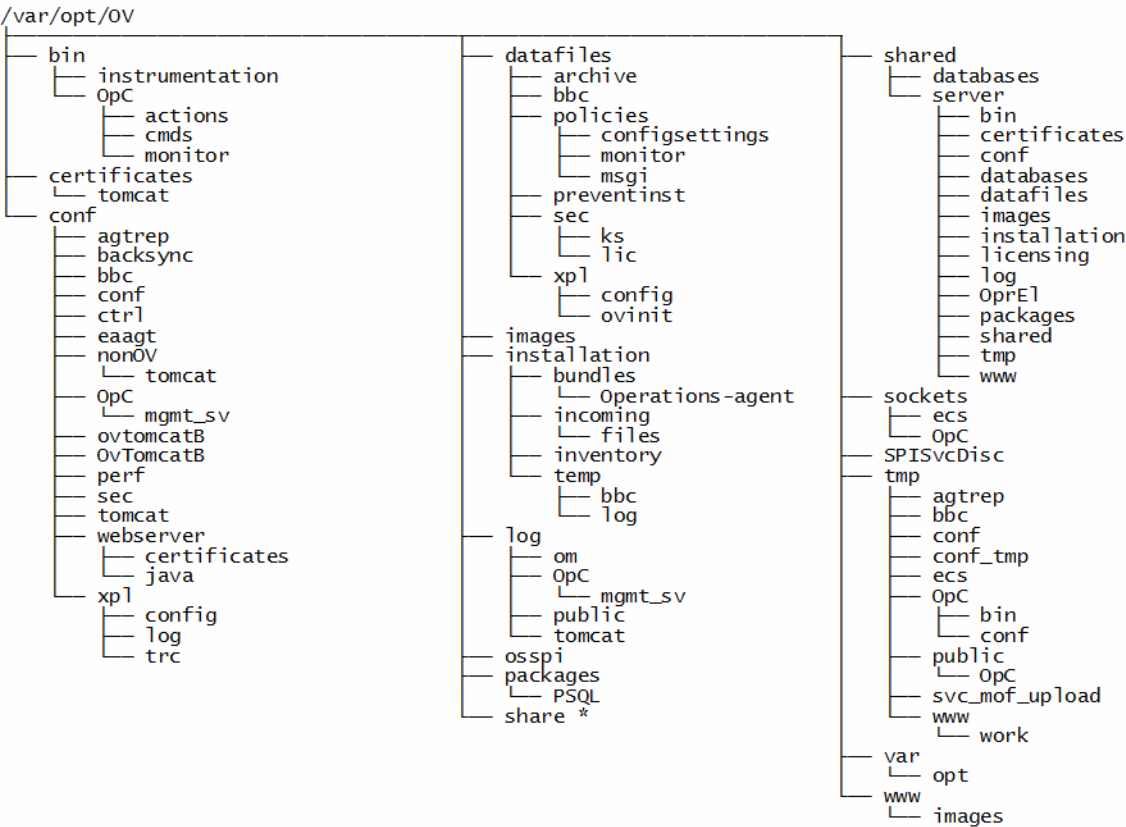 /var/opt/OV
bin
instrumentation
OpC
actions
cmds
monitor
certificates
tomcat
conf
agtrep
backsync
bbc
conf
ctrl
eaagt
nonOV
tomcat
OpC
mgmt_sv
ovtomcatB
OvTomcatB
perf
sec
tomcat
webserver
certificates
java
xpl
config
log
trc
datafiles
archive
bbc
policies
configsettings
monitor
msgi
preventinst
sec
ks
lic
xpl
config
ovinit
images
installation
bundles
Operations-agent
incoming
files
inventory
temp
bbc
log
log
om
OpC
mgmt_sv
public
tomcat
osspi
packages
PSQL
share *
shared
databases
server
bin
certificates
conf
databases
datafiles
images
installation
licensing
log
OprEl
packages
shared
tmp
www
sockets
ecs
OpC
SPISvcDisc
tmp
agtrep
bbc
conf
conf_tmp
ecs
OpC
bin
conf
public
OpC
svc_mof_upload
www
work
var
opt
www
images